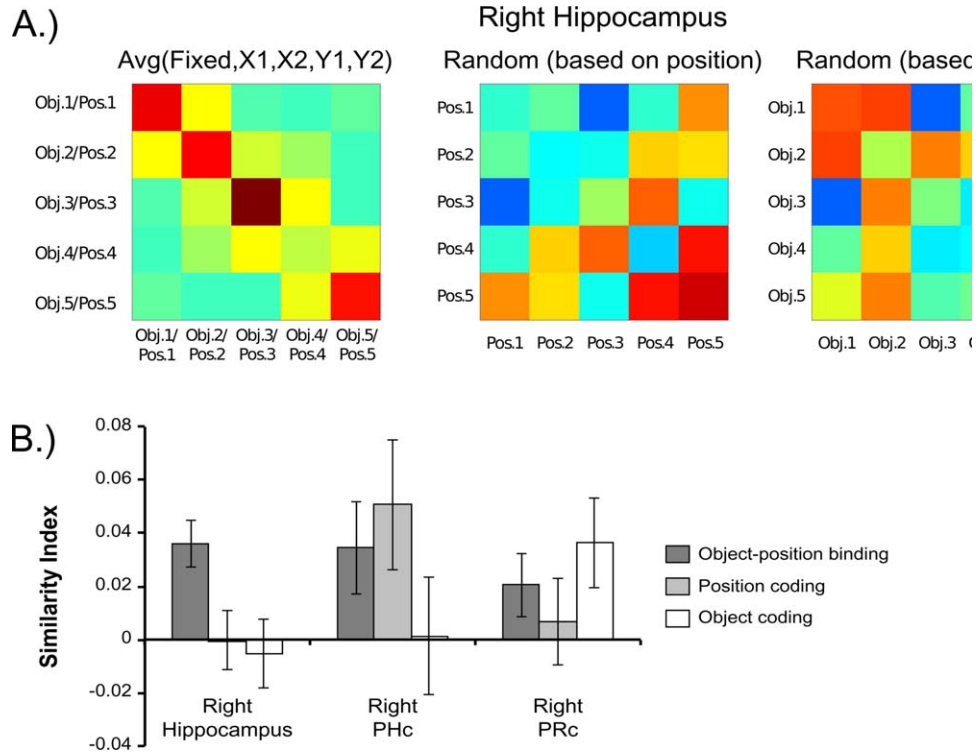 A.)
Right Hippocampus
Avg(Fixed,X1,X2,Y1,Y2)
Random (based on position)
Random (based
Obj.1/Pos.1
Obj.2/Pos.2
Obj.3/Pos.3
Obj.4/Pos.4
Obj.5/Pos.5
Obj.1/ Obj.2/ Obj.3/ Obj.4/ Obj.5/
Pos.1 Pos.2 Pos.3 Pos.4 Pos.5
Pos.1
Pos.2
Pos.3
Pos.4
Pos.5
Pos.1 Pos.2 Pos.3 Pos.4 Pos.5
Obj.1
Obj.2
Obj.3
Obj.4
Obj.5
Obj.1 Obj.2 Obj.3
B.)
Similarity Index
0.08
0.06
0.04
0.02
0
-0.02
-0.04
Right
Hippocampus
Right
PHc
Right
PRc
Object-position binding
Position coding
Object coding